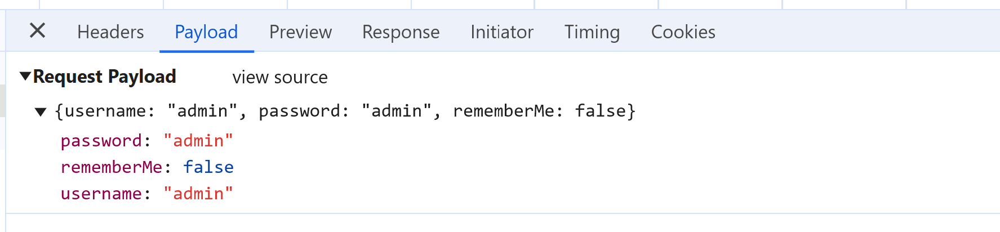 Headers Payload Preview Response Initiator Timing Cookies
Request Payload view source
{username: "admin", password: "admin", rememberMe: false}
password: "admin"
rememberMe: false
username: "admin"